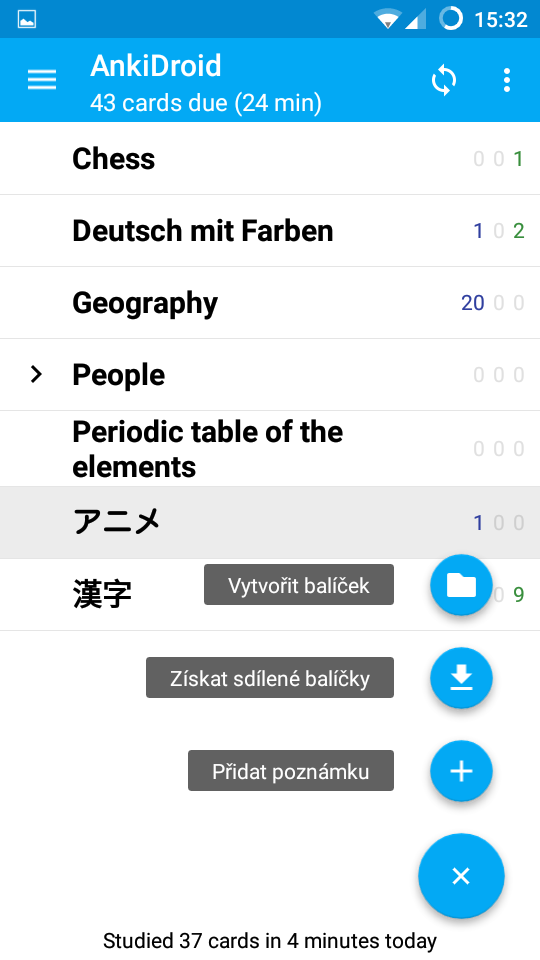 15:32
AnkiDroid
43 cards due (24 min)
Chess 0 0 1
Deutsch mit Farben 1 0 2
Geography 20 0 0
People 0 0 0
Periodic table of the
elements 0 0 0
アニメ 1 0 0
漢字 0 9
Vytvořit balíček
Získat sdílené balíčky
Přidat poznámku
Studied 37 cards in 4 minutes today